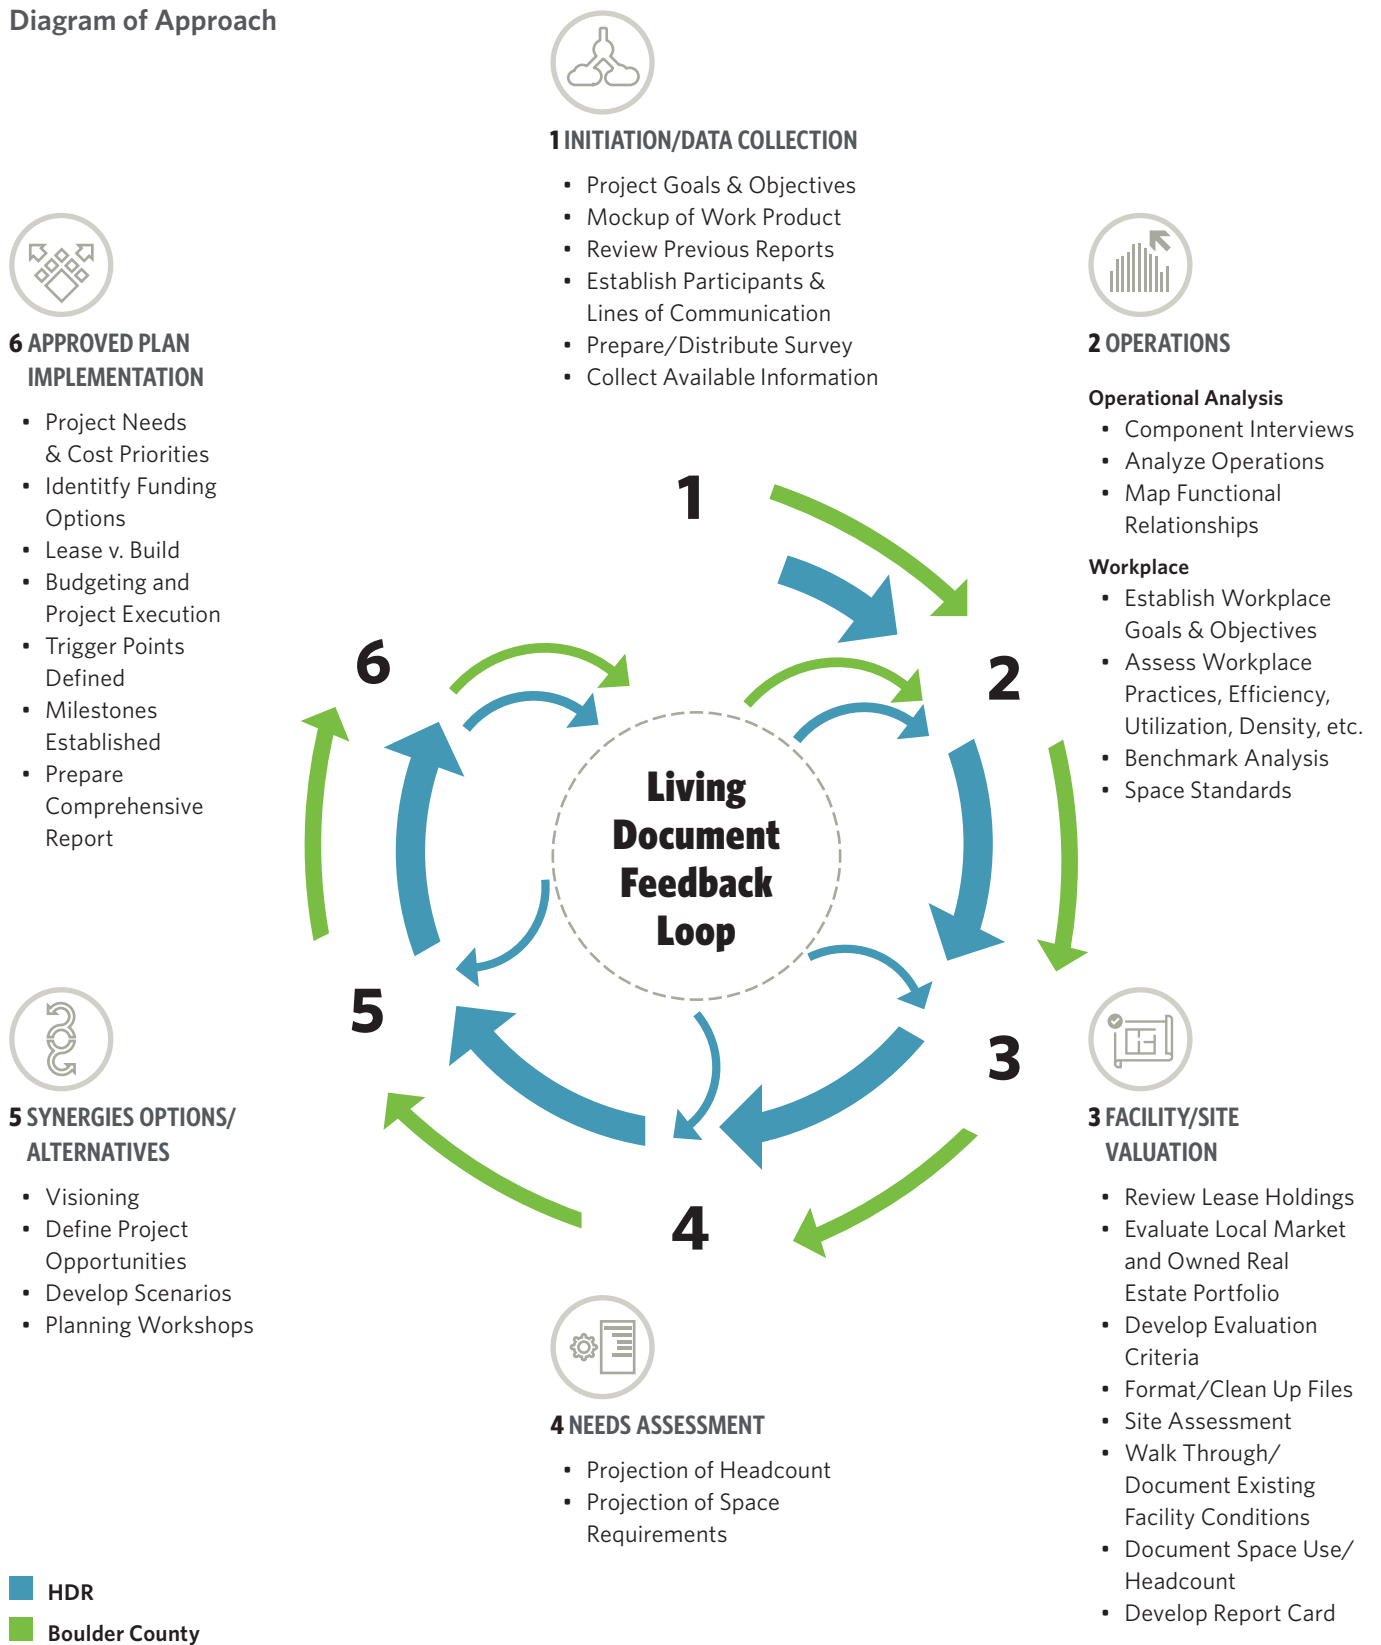 Diagram of Approach
1 INITIATION/DATA COLLECTION
• Project Goals & Objectives
• Mockup of Work Product
• Review Previous Reports
• Establish Participants &
Lines of Communication
• Prepare/Distribute Survey
• Collect Available Information
2 OPERATIONS
Operational Analysis
• Component Interviews
• Analyze Operations
• Map Functional
Relationships
Workplace
• Establish Workplace
Goals & Objectives
• Assess Workplace
Practices, Efficiency,
Utilization, Density, etc.
• Benchmark Analysis
• Space Standards
3 FACILITY/SITE
VALUATION
• Review Lease Holdings
• Evaluate Local Market
and Owned Real
Estate Portfolio
• Develop Evaluation
Criteria
• Format/Clean Up Files
• Site Assessment
• Walk Through/
Document Existing
Facility Conditions
• Document Space Use/
Headcount
• Develop Report Card
4 NEEDS ASSESSMENT
• Projection of Headcount
• Projection of Space
Requirements
5 SYNERGIES OPTIONS/
ALTERNATIVES
• Visioning
• Define Project
Opportunities
• Develop Scenarios
• Planning Workshops
6 APPROVED PLAN
IMPLEMENTATION
• Project Needs
& Cost Priorities
• Identitfy Funding
Options
• Lease v. Build
• Budgeting and
Project Execution
• Trigger Points
Defined
• Milestones
Established
• Prepare
Comprehensive
Report
1
2
3
4
5
6
Living
Document
Feedback
Loop
HDR
Boulder County